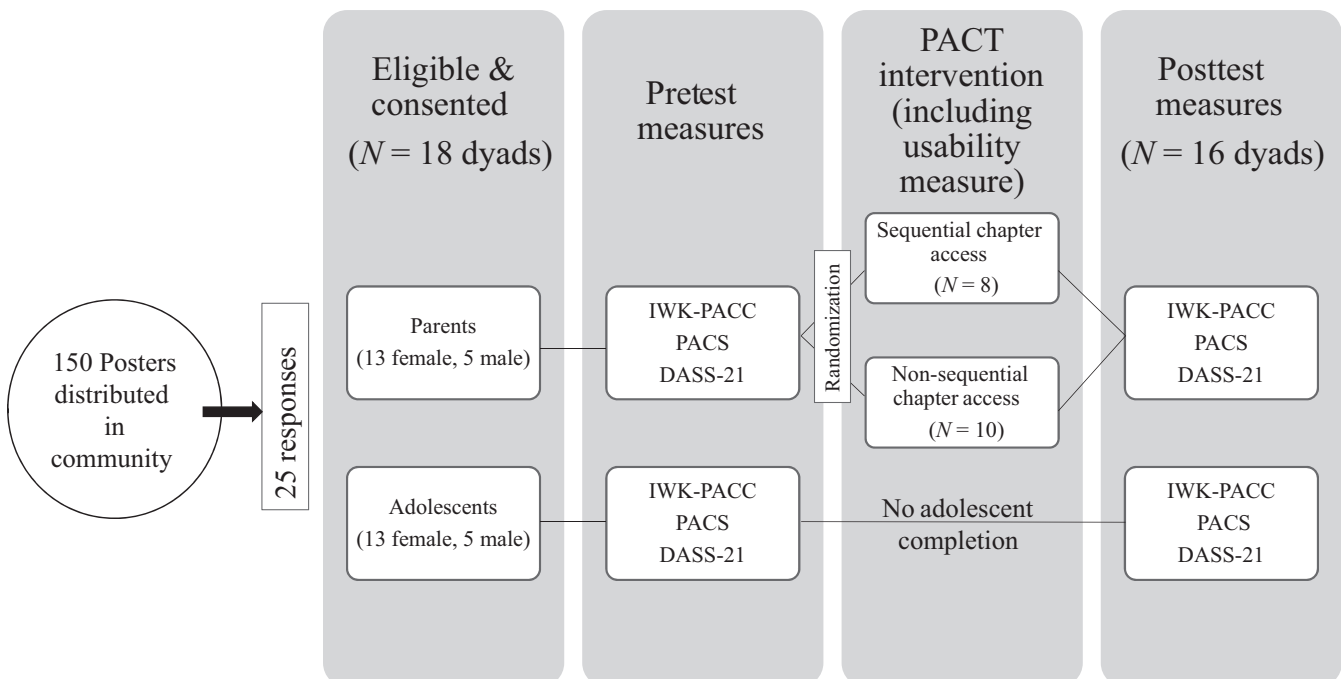 150 Posters
distributed
in
community
25 responses
Eligible &
consented
(N = 18 dyads)
Parents
(13 female, 5 male)
Adolescents
(13 female, 5 male)
Pretest
measures
IWK-PACC
PACS
DASS-21
IWK-PACC
PACS
DASS-21
Randomization
PACT
intervention
(including
usability
measure)
Sequential chapter
access
(N = 8)
Non-sequential
chapter access
(N = 10)
No adolescent
completion
Posttest
measures
(N = 16 dyads)
IWK-PACC
PACS
DASS-21
IWK-PACC
PACS
DASS-21